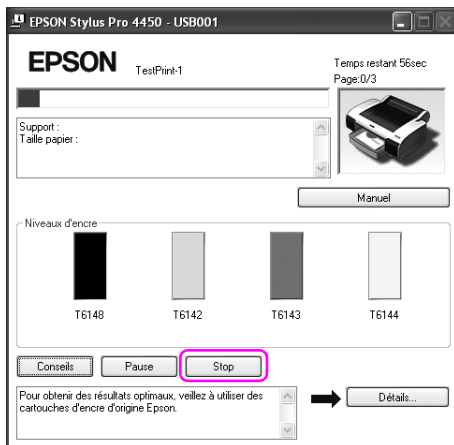 EPSON Stylus Pro 4450 - USB001
EPSON
TestPrint-1
Temps restant 56sec
Page:0/3
Support :
Taille papier :
Manuel
Niveaux d'encre
T6148 T6142 T6143 T6144
Conseils Pause Stop
Pour obtenir des résultats optimaux, veillez à utiliser des
cartouches d'encre d'origine Epson.
Détails...